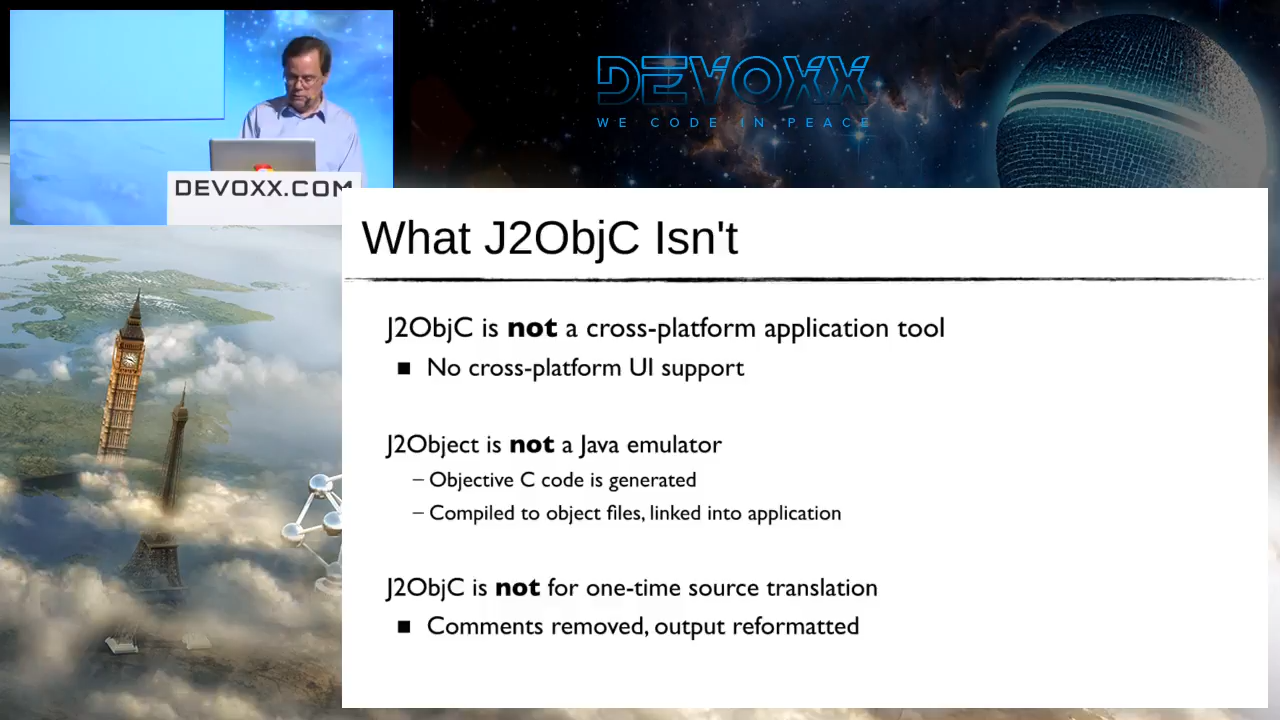 DEVOXX
WE CODE IN PEACE
DEVOXX.COM
What J2ObjC Isn't
J2ObjC is not a cross-platform application tool
■ No cross-platform UI support
J2Object is not a Java emulator
– Objective C code is generated
– Compiled to object files, linked into application
J2ObjC is not for one-time source translation
■ Comments removed, output reformatted